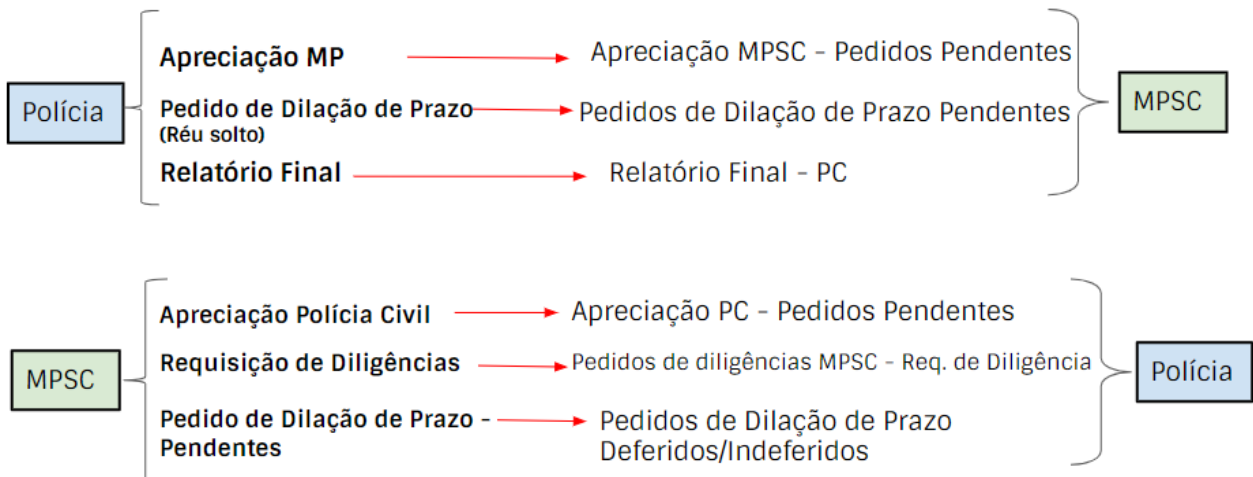 Apreciação MP
Apreciação MPSC - Pedidos Pendentes
Polícia
Pedido de Dilação de Prazo
(Réu solto)
Pedidos de Dilação de Prazo Pendentes
MPSC
Relatório Final
Relatório Final - PC
Apreciação Polícia Civil
Apreciação PC - Pedidos Pendentes
MPSC
Requisição de Diligências
Pedidos de diligências MPSC - Req. de Diligência
Polícia
Pedido de Dilação de Prazo -
Pendentes
Pedidos de Dilação de Prazo
Deferidos/Indeferidos